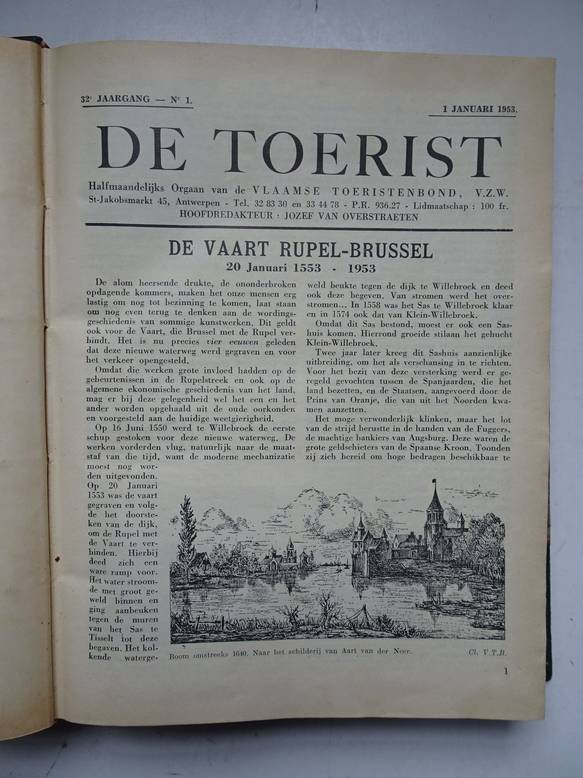 32e JAARGANG — Nr 1.
1 JANUARI 1953.
DE TOERIST
Halfmaandelijks Orgaan van de VLAAMSE TOERISTENBOND, V.Z.W.
St-Jakobsmarkt 45, Antwerpen - Tel. 32 83 30 en 33 44 78 - P.R. 936.27 - Lidmaatschap : 100 fr.
HOOFDREDAKTEUR : JOZEF VAN OVERSTRAETEN
DE VAART RUPEL-BRUSSEL
20 Januari 1553 - 1953
De alom heersende drukte, de ononderbroken
opdagende kommers, maken het onze mensen erg
lastig om nog tot bezinning te komen, laat staan
om nog even terug te denken aan de wordings-
geschiedenis van sommige kunstwerken. Dit geldt
ook voor de Vaart, die Brussel met de Rupel ver-
bindt. Het is nu precies vier eeuwen geleden
dat deze nieuwe waterweg werd gegraven en voor
het verkeer opengesteld.
Omdat die werken grote invloed hadden op de
gebeurtenissen in de Rupelstreek en ook op de
algemene ekonomische geschiedenis van het land,
mag er bij deze gelegenheid wel het een en het
ander worden opgehaald uit de oude oorkonden
en voorgesteld aan de huidige weetgierigheid.
Op 16 Juni 1550 werd te Willebroek de eerste
schup gestoken voor deze nieuwe waterweg. De
werken vorderden vlug, natuurlijk naar de maat-
staf van die tijd, want de moderne mechanizatie
moest nog wor-
den uitgevonden.
Op 20 Januari
1553 was de vaart
gegraven en volg-
de het doorste-
ken van de dijk,
om de Rupel met
de Vaart te ver-
binden. Hierbij
deed zich een
ware ramp voor.
Het water stroom-
de met groot ge-
weld binnen en
ging aanbeuken
tegen de muren
van het Sas te
Tisselt tot deze
begaven. Het kol-
kende waterge-
weld beukte tegen de dijk te Willebroek en deed
ook deze begeven. Van stromen werd het over-
stromen... In 1558 was het Sas te Willebroek klaar
en in 1574 ook dat van Klein-Willebroek.
Omdat dit Sas bestond, moest er ook een Sas-
huis komen. Hierrond groeide stilaan het gehucht
Klein-Willebroek.
Twee jaar later kreeg dit Sashuis aanzienlijke
uitbreiding, om het als verschansing in te richten.
Voor het bezit van deze versterking werd er ge-
regeld gevochten tussen de Spanjaarden, die het
land bezetten, en de Staatsen, aangevoerd door de
Prins van Oranje, die van uit het Noorden kwa-
men aanzetten.
Het moge verwonderlijk klinken, maar het lot
van de strijd berustte in de handen van de Fuggers,
de machtige bankiers van Augsburg. Deze waren de
grote geldschieters van de Spaanse Kroon. Toonden
zij zich bereid om hoge bedragen beschikbaar te
Boom omstreeks 1640. Naar het schilderij van Aart van der Neer.
Cl. V.T.B.
1